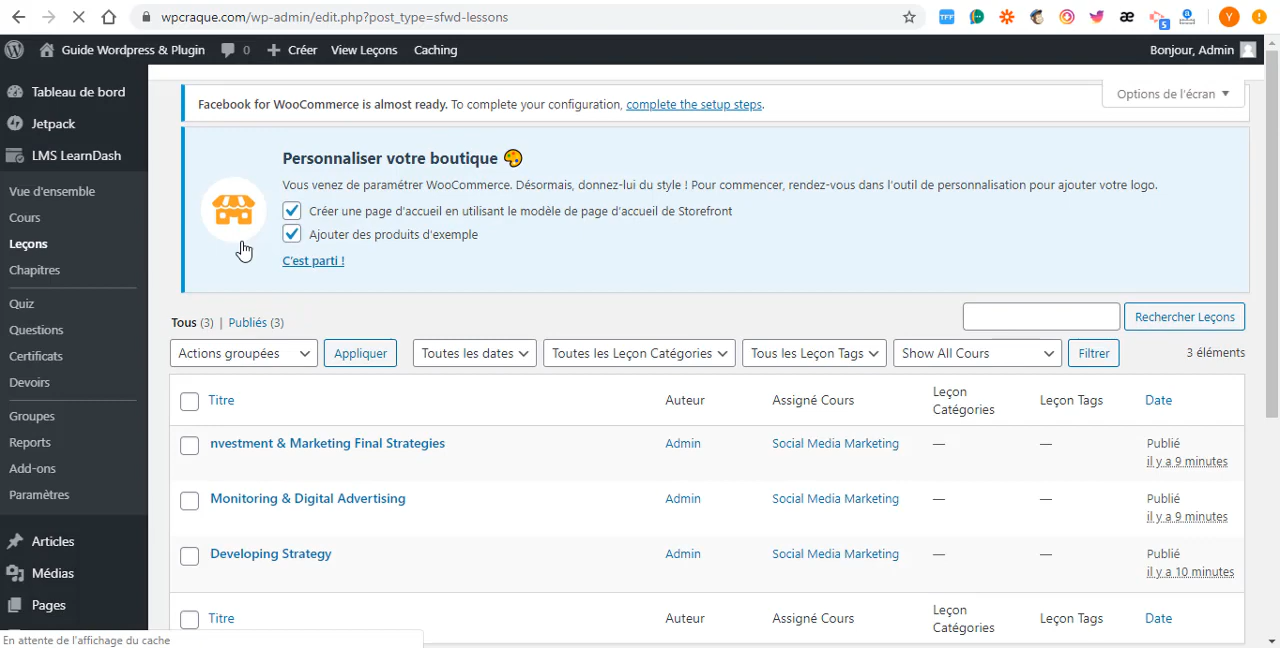 wpcraque.com/wp-admin/edit.php?post_type=sfwd-lessons
Guide Wordpress & Plugin 0 Créer View Leçons Caching Bonjour, Admin
Tableau de bord
Jetpack
LMS LearnDash
Vue d'ensemble
Cours
Leçons
Chapitres
Quiz
Questions
Certificats
Devoirs
Groupes
Reports
Add-ons
Paramètres
Articles
Médias
Pages
Options de l'écran
Facebook for WooCommerce is almost ready. To complete your configuration, complete the setup steps.
Personnaliser votre boutique
Vous venez de paramétrer WooCommerce. Désormais, donnez-lui du style ! Pour commencer, rendez-vous dans l'outil de personnalisation pour ajouter votre logo.
Créer une page d'accueil en utilisant le modèle de page d'accueil de Storefront
Ajouter des produits d'exemple
C'est parti !
Tous (3) | Publiés (3)
Rechercher Leçons
Actions groupées Appliquer Toutes les dates Toutes les Leçon Catégories Tous les Leçon Tags Show All Cours Filtrer 3 éléments
Titre Auteur Assigné Cours Leçon Catégories Leçon Tags Date
nvestment & Marketing Final Strategies Admin Social Media Marketing — — Publié
il y a 9 minutes
Monitoring & Digital Advertising Admin Social Media Marketing — — Publié
il y a 9 minutes
Developing Strategy Admin Social Media Marketing — — Publié
il y a 10 minutes
Titre Auteur Assigné Cours Leçon Catégories Leçon Tags Date
En attente de l'affichage du cache